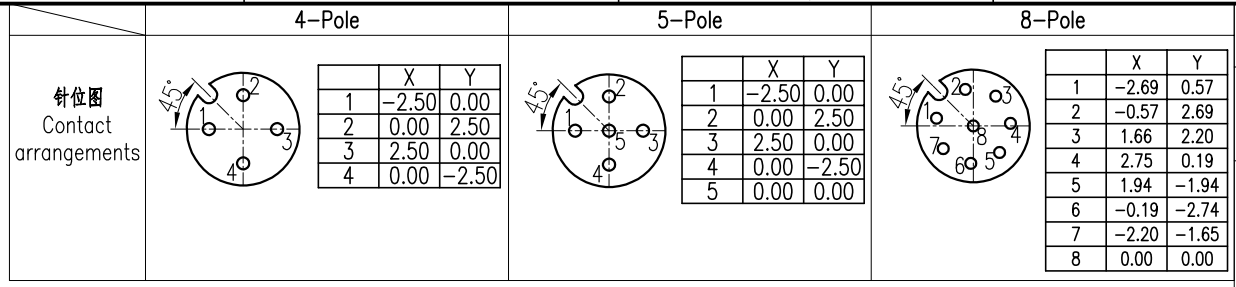 4-Pole
5-Pole
8-Pole
针位图
Contact
arrangements
45°
1
2
3
4
X Y
1 -2.50 0.00
2 0.00 2.50
3 2.50 0.00
4 0.00 -2.50
45°
1
2
3
4
5
X Y
1 -2.50 0.00
2 0.00 2.50
3 2.50 0.00
4 0.00 -2.50
5 0.00 0.00
45°
1
2
3
4
5
6
7
8
X Y
1 -2.69 0.57
2 -0.57 2.69
3 1.66 2.20
4 2.75 0.19
5 1.94 -1.94
6 -0.19 -2.74
7 -2.20 -1.65
8 0.00 0.00